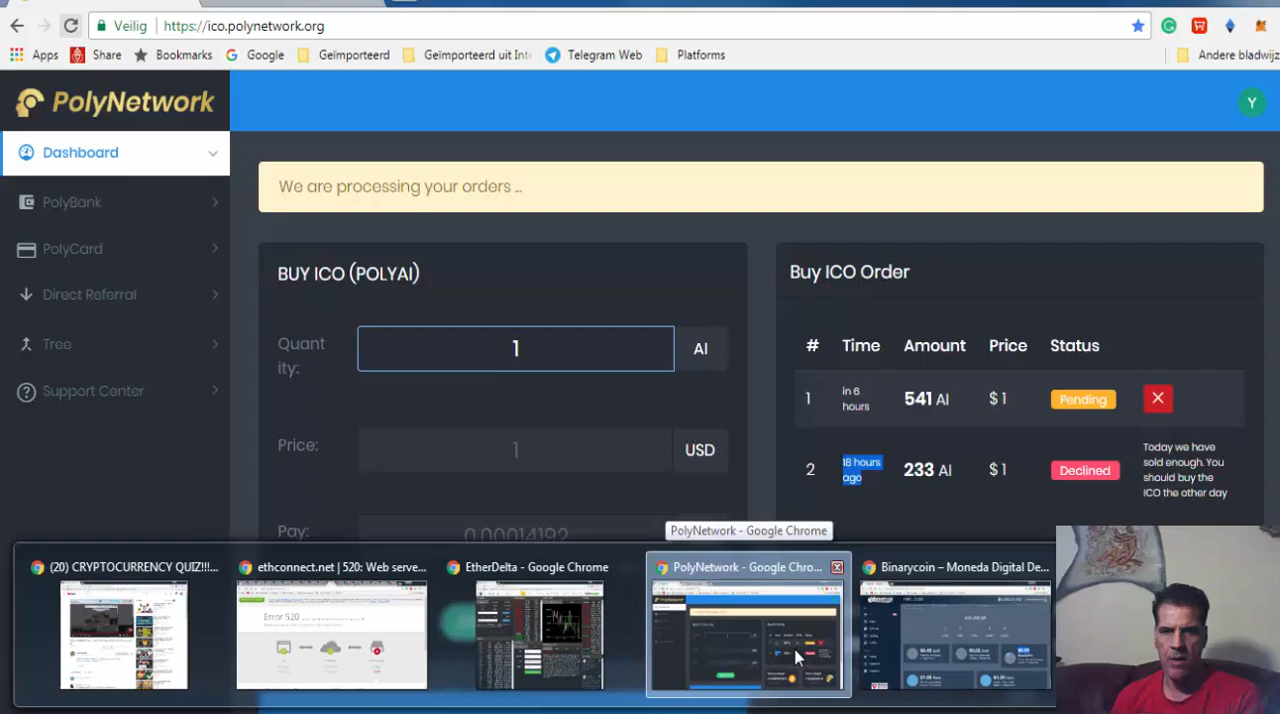 Veilig | https://ico.polynetwork.org
Apps Share Bookmarks Google Geïmporteerd Geïmporteerd uit Int Telegram Web Platforms Andere bladwijz
PolyNetwork
Y
Dashboard
We are processing your orders ...
PolyBank
PolyCard
Direct Referral
Tree
Support Center
BUY ICO (POLYAI)
Quant
ity:
1
AI
Price:
1
USD
Pay:
0.00014192
Buy ICO Order
# Time Amount Price Status
1 in 6 hours 541 AI $ 1 Pending
2 18 hours ago 233 AI $ 1 Declined
Today we have
sold enough. You
should buy the
ICO the other day
PolyNetwork - Google Chrome
(20) CRYPTOCURRENCY QUIZ!!!...
ethconnect.net | 520: Web serve...
EtherDelta - Google Chrome
PolyNetwork - Google Chro...
Binarycoin – Moneda Digital De...
Error 520